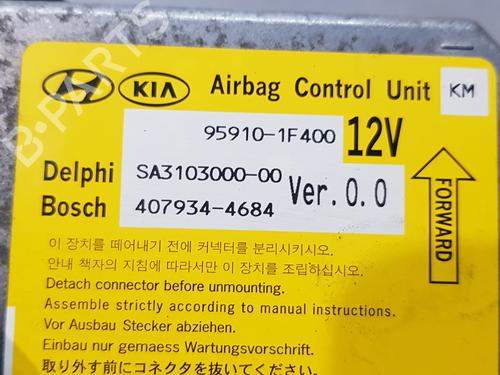 B-PARTS
HYUNDAI KIA Airbag Control Unit KM
95910-1F400 12V
Delphi SA3103000-00 Ver.0.0
Bosch 407934-4684
FORWARD
이 장치를 떼어내기 전에 커넥터를 분리시키시오.
안내 책자의 지침에 따라서만 이 장치를 조립하십시오.
Detach connector before unmounting.
Assemble strictly according to manual instructions.
Vor Ausbau Stecker abziehen.
Einbau nur gemaess Wartungsvorschrift.
取り外す前にコネクタを抜いてください。